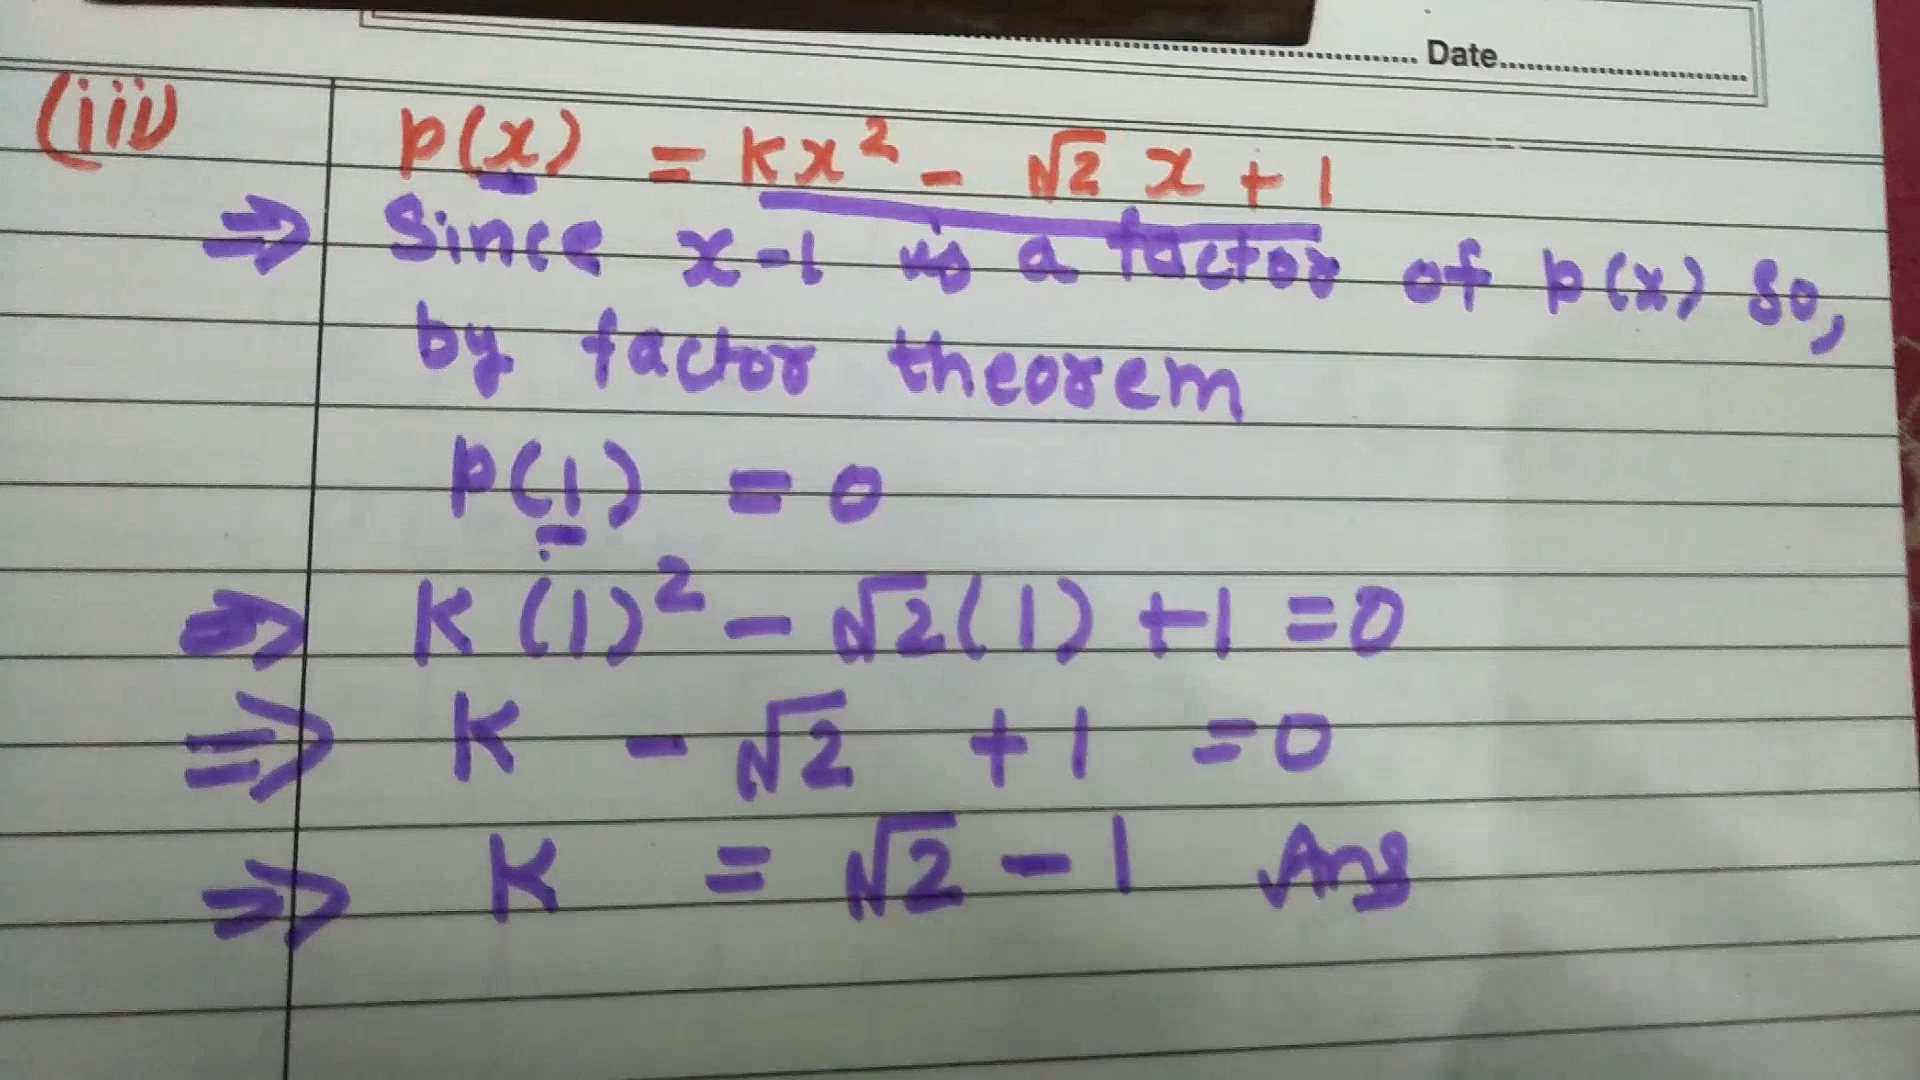 Date
(iii) p(x) = kx² - √2 x + 1
⇒ Since x-1 is a factor of p(x) so,
by factor theorem
p(1) = 0
⇒ K(1)² - √2(1) +1 =0
⇒ K - √2 +1 =0
⇒ K = √2 - 1 Ans